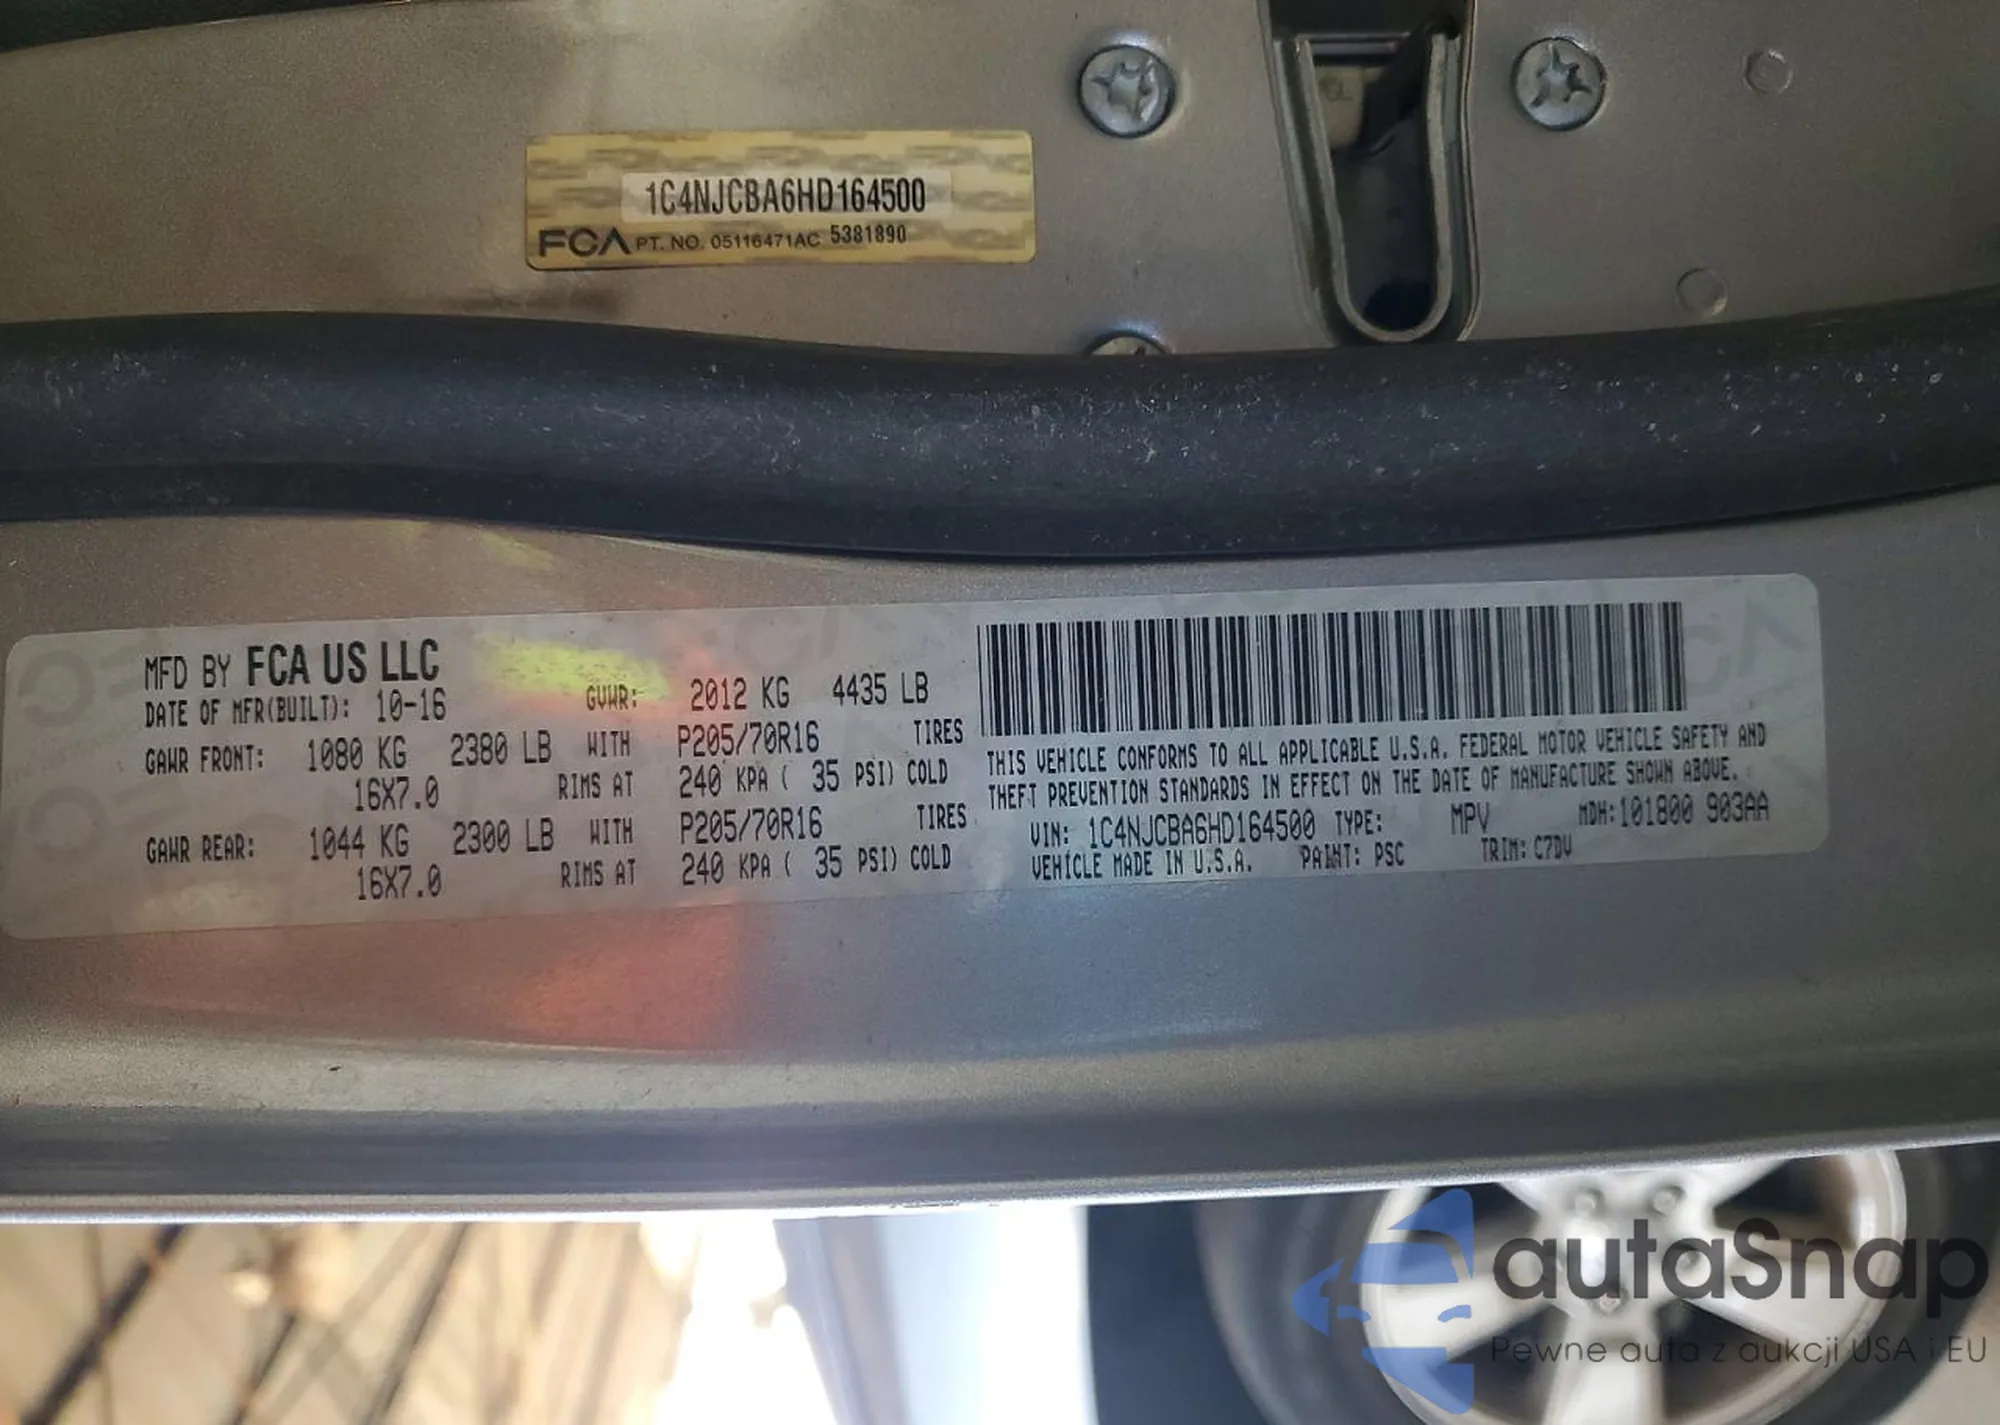 1C4NJCBA6HD164500
FCA PT. NO. 05116471AC 5381890
MFD BY FCA US LLC
DATE OF MFR(BUILT): 10-16 GVWR: 2012 KG 4435 LB
GAWR FRONT: 1080 KG 2380 LB WITH P205/70R16 TIRES
16X7.0 RIMS AT 240 KPA ( 35 PSI) COLD
GAWR REAR: 1044 KG 2300 LB WITH P205/70R16 TIRES
16X7.0 RIMS AT 240 KPA ( 35 PSI) COLD
THIS VEHICLE CONFORMS TO ALL APPLICABLE U.S.A. FEDERAL MOTOR VEHICLE SAFETY AND
THEFT PREVENTION STANDARDS IN EFFECT ON THE DATE OF MANUFACTURE SHOWN ABOVE.
VIN: 1C4NJCBA6HD164500 TYPE: MPV MDH:101800 903AA
VEHICLE MADE IN U.S.A. PAINT: PSC TRIM: C7DV
autaSnap
Pewne auta z aukcji USA i EU